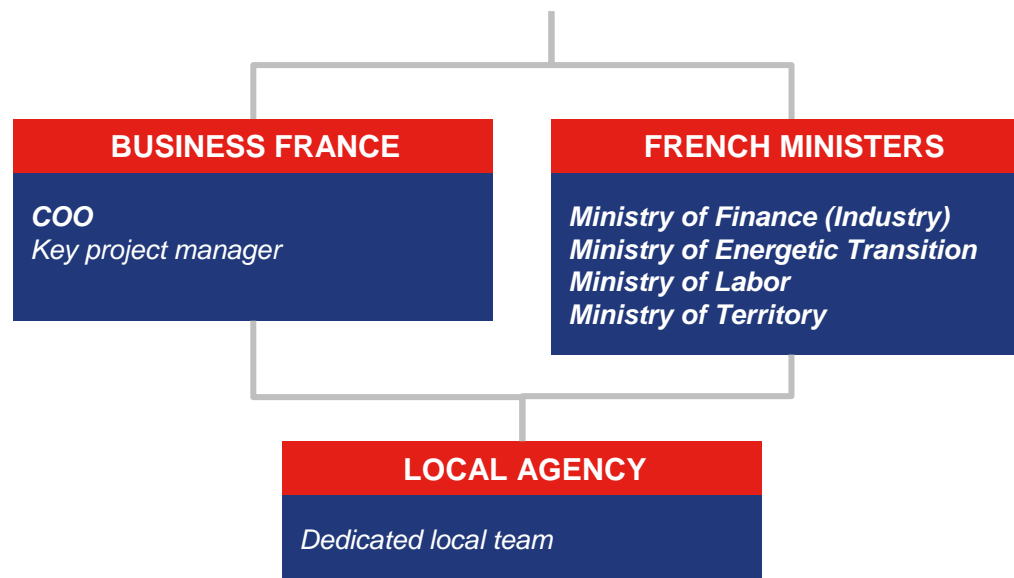 BUSINESS FRANCE
COO
Key project manager
FRENCH MINISTERS
Ministry of Finance (Industry)
Ministry of Energetic Transition
Ministry of Labor
Ministry of Territory
LOCAL AGENCY
Dedicated local team